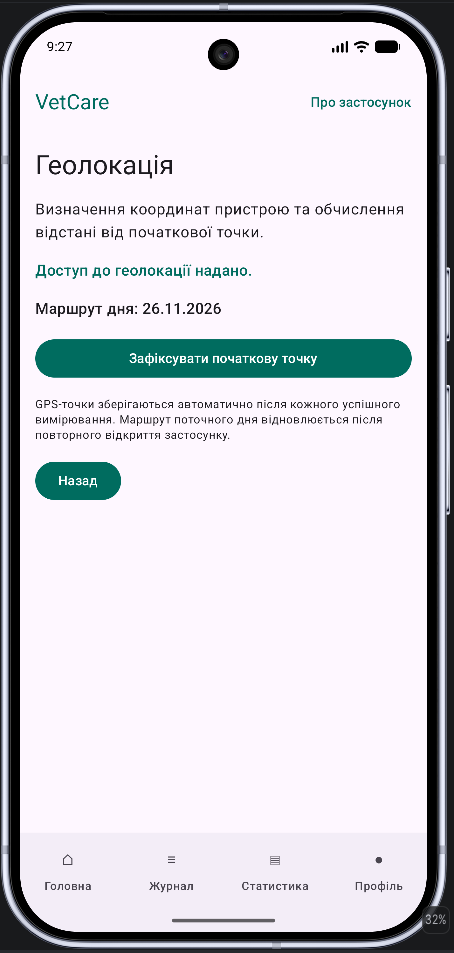 9:27
VetCare
Про застосунок
Геолокація
Визначення координат пристрою та обчислення
відстані від початкової точки.
Доступ до геолокації надано.
Маршрут дня: 26.11.2026
Зафіксувати початкову точку
GPS-точки зберігаються автоматично після кожного успішного
вимірювання. Маршрут поточного дня відновлюється після
повторного відкриття застосунку.
Назад
Головна
Журнал
Статистика
Профіль
32%